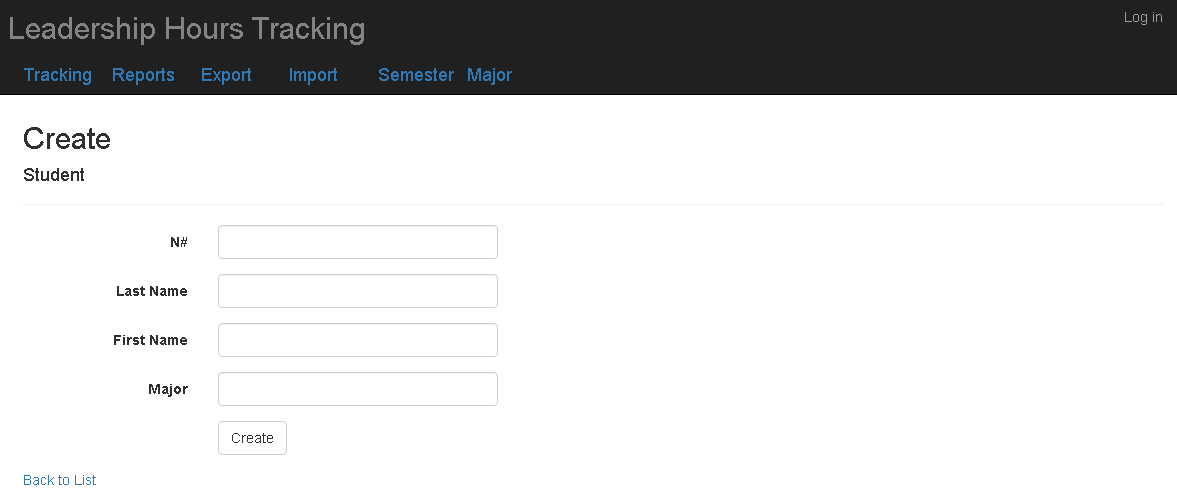 Leadership Hours Tracking
Log in
Tracking Reports Export Import Semester Major
Create
Student
N#
Last Name
First Name
Major
Create
Back to List